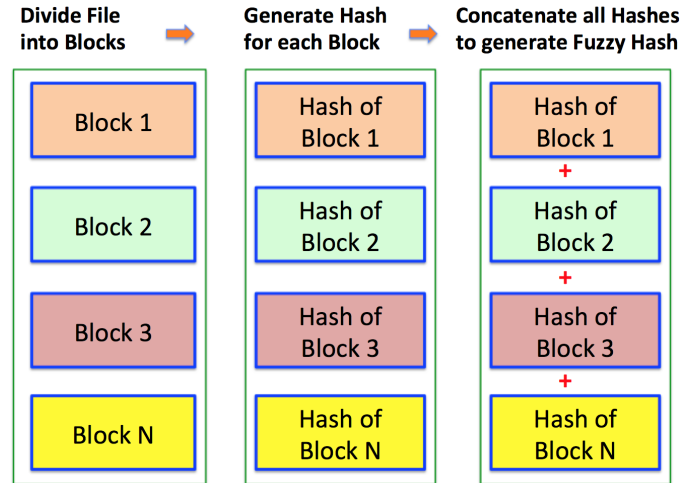 Divide File
into Blocks
Generate Hash
for each Block
Concatenate all Hashes
to generate Fuzzy Hash
Block 1
Block 2
Block 3
Block N
Hash of
Block 1
Hash of
Block 2
Hash of
Block 3
Hash of
Block N
Hash of
Block 1
+
Hash of
Block 2
+
Hash of
Block 3
+
Hash of
Block N